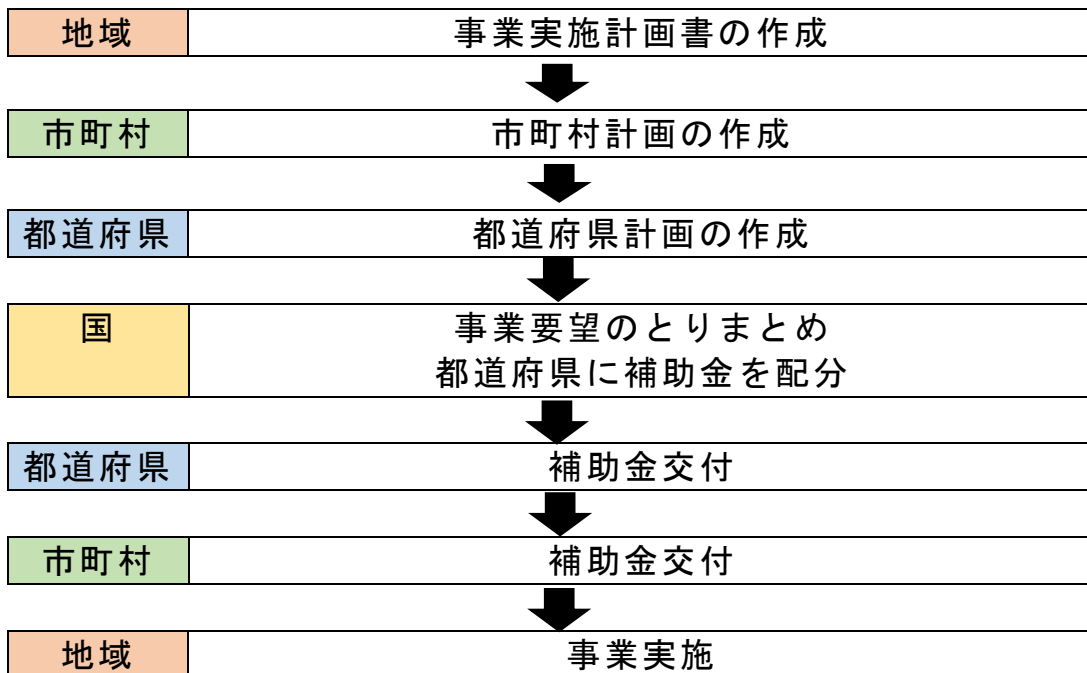 地域 事業実施計画書の作成
市町村 市町村計画の作成
都道府県 都道府県計画の作成
国 事業要望のとりまとめ
都道府県に補助金を配分
都道府県 補助金交付
市町村 補助金交付
地域 事業実施